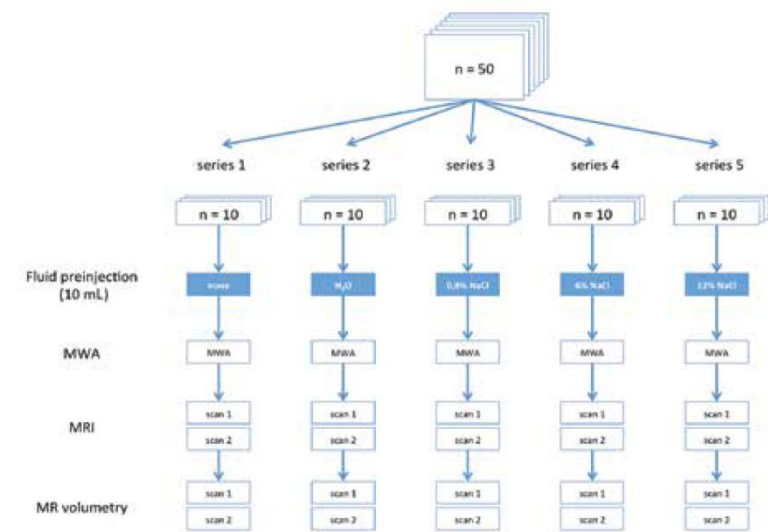 n = 50
series 1 series 2 series 3 series 4 series 5
n = 10 n = 10 n = 10 n = 10 n = 10
Fluid preinjection
(10 mL)
none H₂O 0,9% NaCl 6% NaCl 12% NaCl
MWA MWA MWA MWA MWA MWA
MRI
scan 1 scan 1 scan 1 scan 1 scan 1
scan 2 scan 2 scan 2 scan 2 scan 2
MR volumetry
scan 1 scan 1 scan 1 scan 1 scan 1
scan 2 scan 2 scan 2 scan 2 scan 2